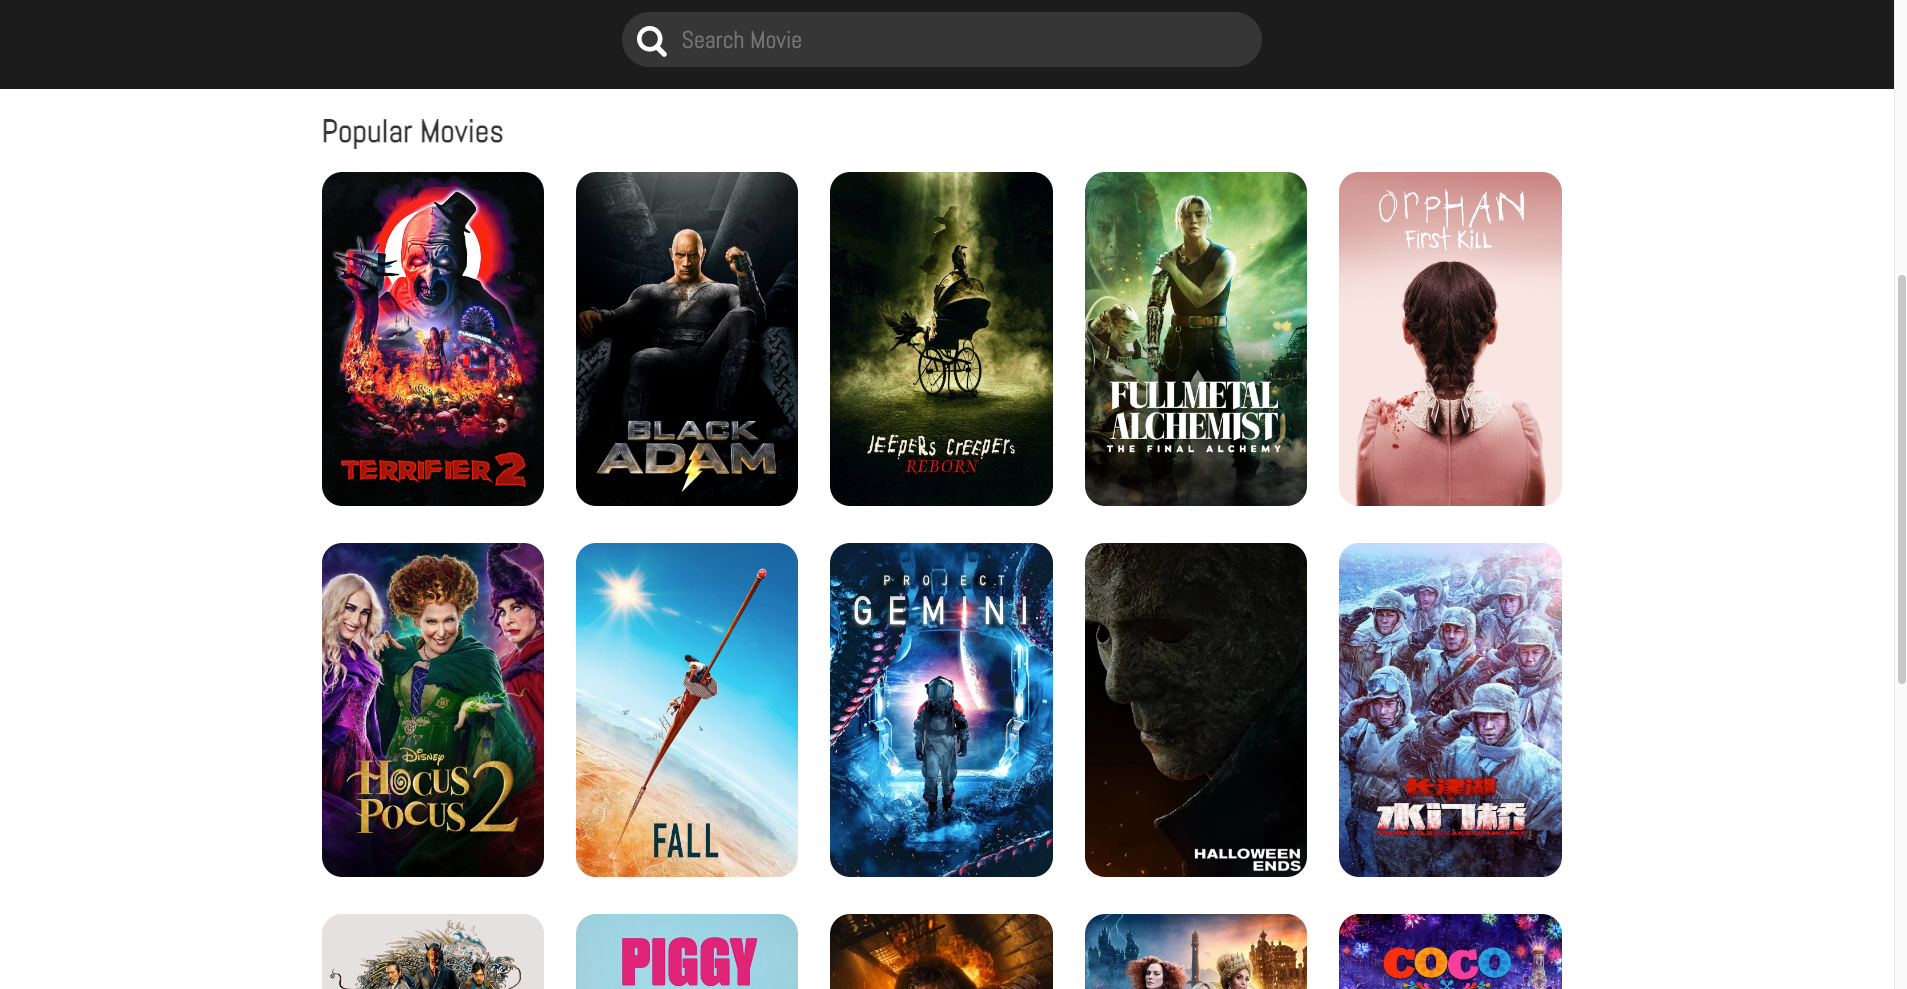 Search Movie
Popular Movies
TERRIFIER 2
BLACK
ADAM
JEEPERS CREEPERS
REBORN
FULLMETAL
ALCHEMIST
THE FINAL ALCHEMY
ORPHAN
FIRST KILL
DISNEY
HOCUS
POCUS 2
FALL
PROJECT
GEMINI
HALLOWEEN
ENDS
长津湖
水门桥
PIGGY
COCO